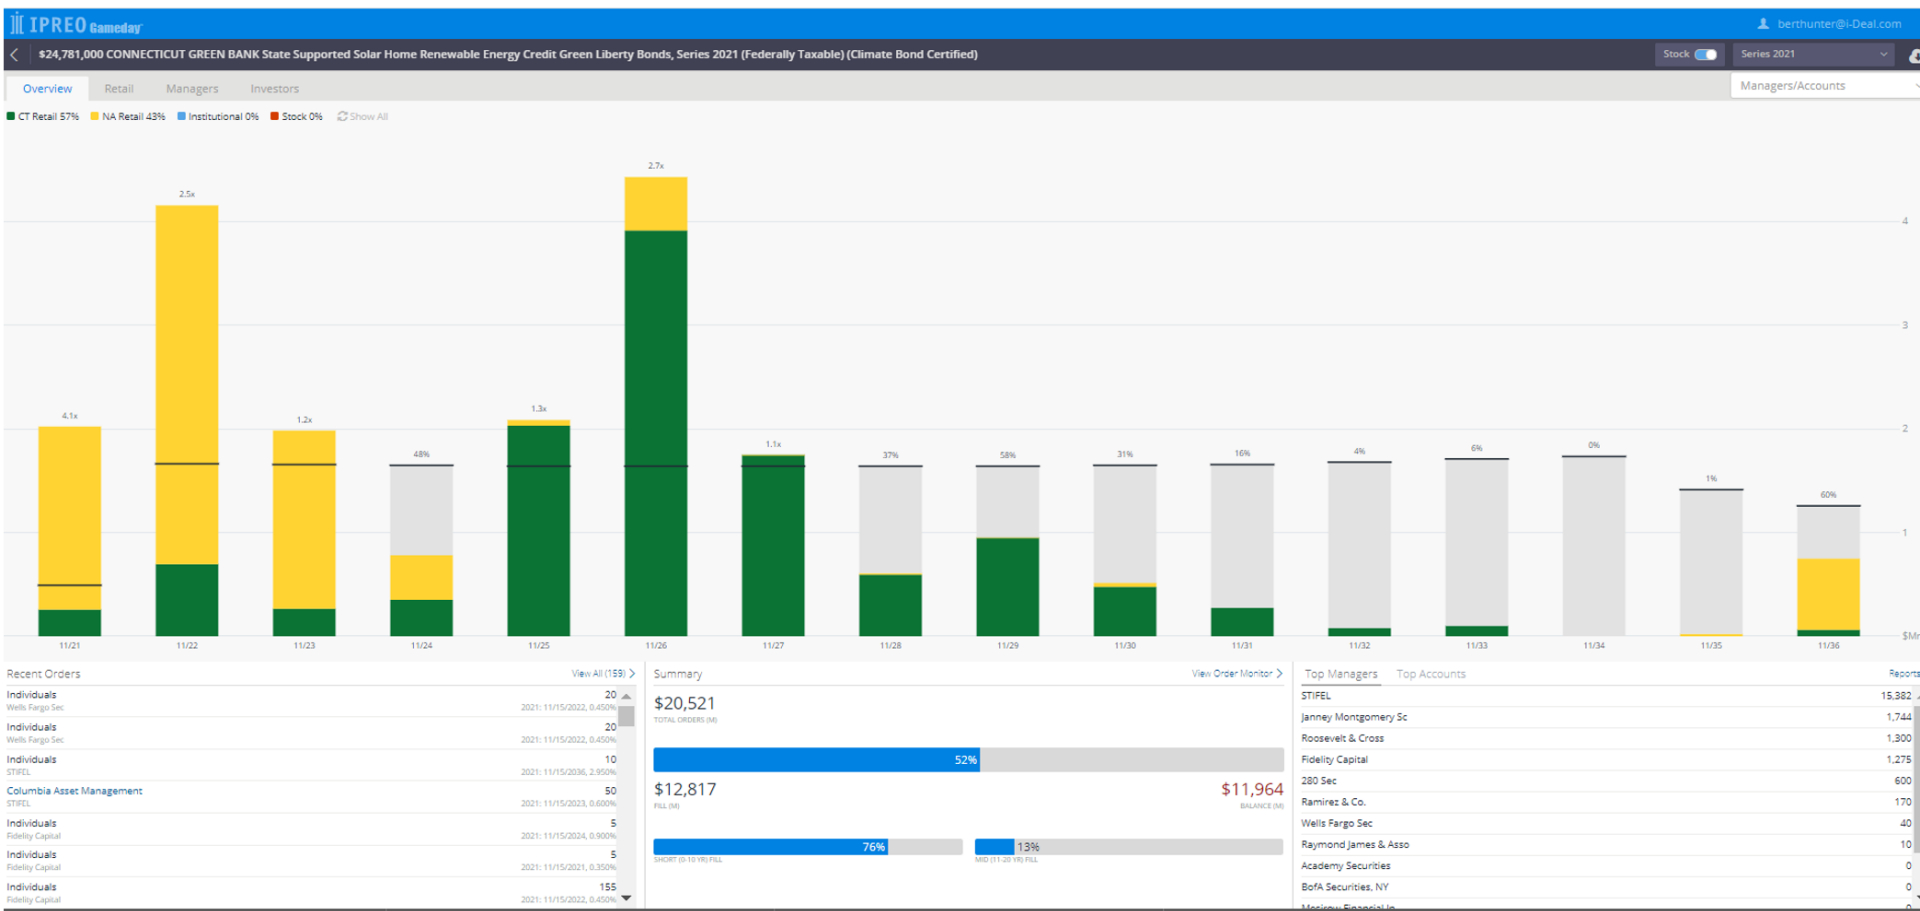 IPREO Gameday
berthunter@i-Deal.com
$24,781,000 CONNECTICUT GREEN BANK State Supported Solar Home Renewable Energy Credit Green Liberty Bonds, Series 2021 (Federally Taxable) (Climate Bond Certified)
Stock
Series 2021
Overview Retail Managers Investors
Managers/Accounts
CT Retail 57% NA Retail 43% Institutional 0% Stock 0% Show All
2.7x
2.5x
4
3
4.1x 1.2x 1.3x
2
1.1x
48% 37% 58% 31% 16% 4% 6% 0%
1% 60%
1
$M
11/21 11/22 11/23 11/24 11/25 11/26 11/27 11/28 11/29 11/30 11/31 11/32 11/33 11/34 11/35 11/36
Recent Orders View All (159)
Individuals 20
Wells Fargo Sec 2021: 11/15/2022, 0.450%
Individuals 20
Wells Fargo Sec 2021: 11/15/2022, 0.450%
Individuals 10
STIFEL 2021: 11/15/2036, 2.950%
Columbia Asset Management 50
STIFEL 2021: 11/15/2023, 0.600%
Individuals 5
Fidelity Capital 2021: 11/15/2024, 0.900%
Individuals 5
Fidelity Capital 2021: 11/15/2021, 0.350%
Individuals 155
Fidelity Capital 2021: 11/15/2022, 0.450%
Summary View Order Monitor
$20,521
TOTAL ORDERS (M)
52%
$12,817 $11,964
FILL (M) BALANCE (M)
76% 13%
SHORT (0-10 YR) FILL MID (11-20 YR) FILL
Top Managers Top Accounts Reports
STIFEL 15,382
Janney Montgomery Sc 1,744
Roosevelt & Cross 1,300
Fidelity Capital 1,275
280 Sec 600
Ramirez & Co. 170
Wells Fargo Sec 40
Raymond James & Asso 10
Academy Securities 0
BofA Securities, NY 0
Mesirow Financial In 0